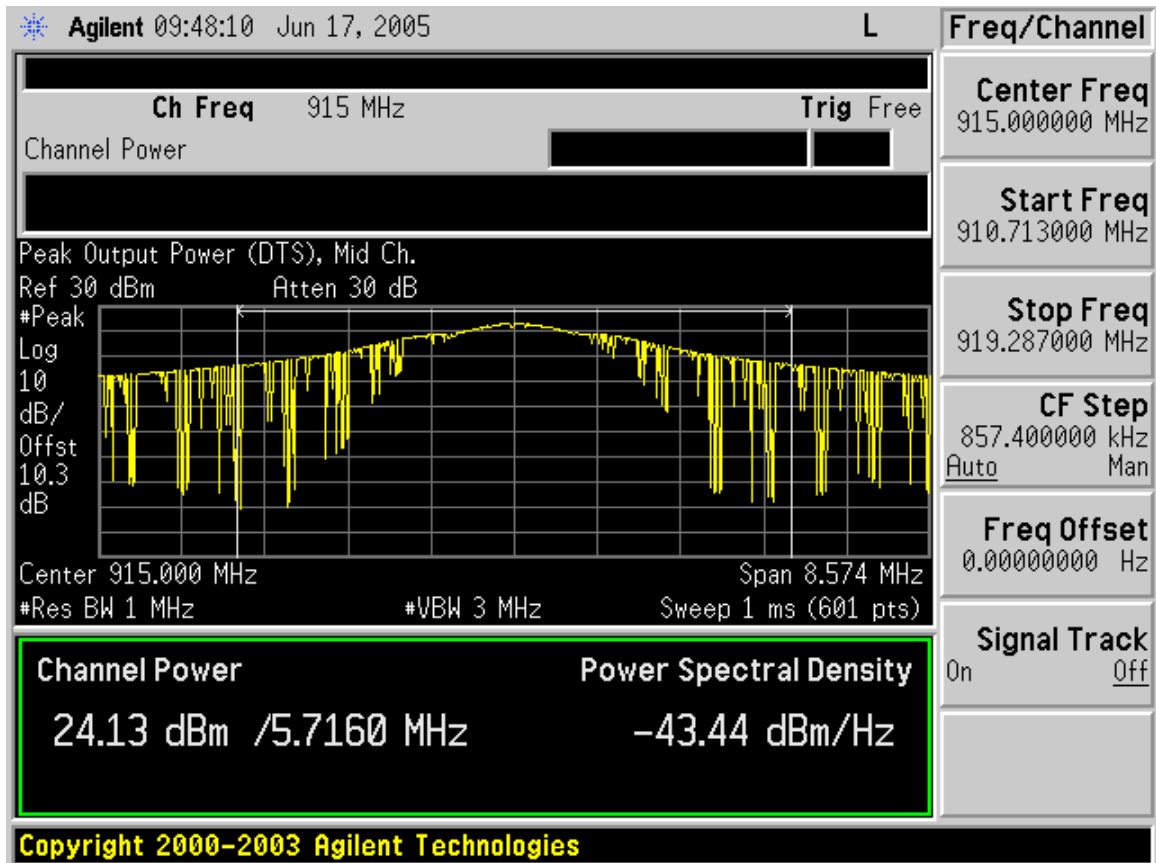 Agilent 09:48:10 Jun 17, 2005 L
Freq/Channel
Ch Freq 915 MHz Trig Free
Channel Power
Peak Output Power (DTS), Mid Ch.
Ref 30 dBm Atten 30 dB
#Peak
Log
10
dB/
Offst
10.3
dB
Center 915.000 MHz Span 8.574 MHz
#Res BW 1 MHz #VBW 3 MHz Sweep 1 ms (601 pts)
Channel Power Power Spectral Density
24.13 dBm /5.7160 MHz -43.44 dBm/Hz
Center Freq
915.000000 MHz
Start Freq
910.713000 MHz
Stop Freq
919.287000 MHz
CF Step
857.400000 kHz
Auto Man
Freq Offset
0.00000000 Hz
Signal Track
On Off
Copyright 2000-2003 Agilent Technologies